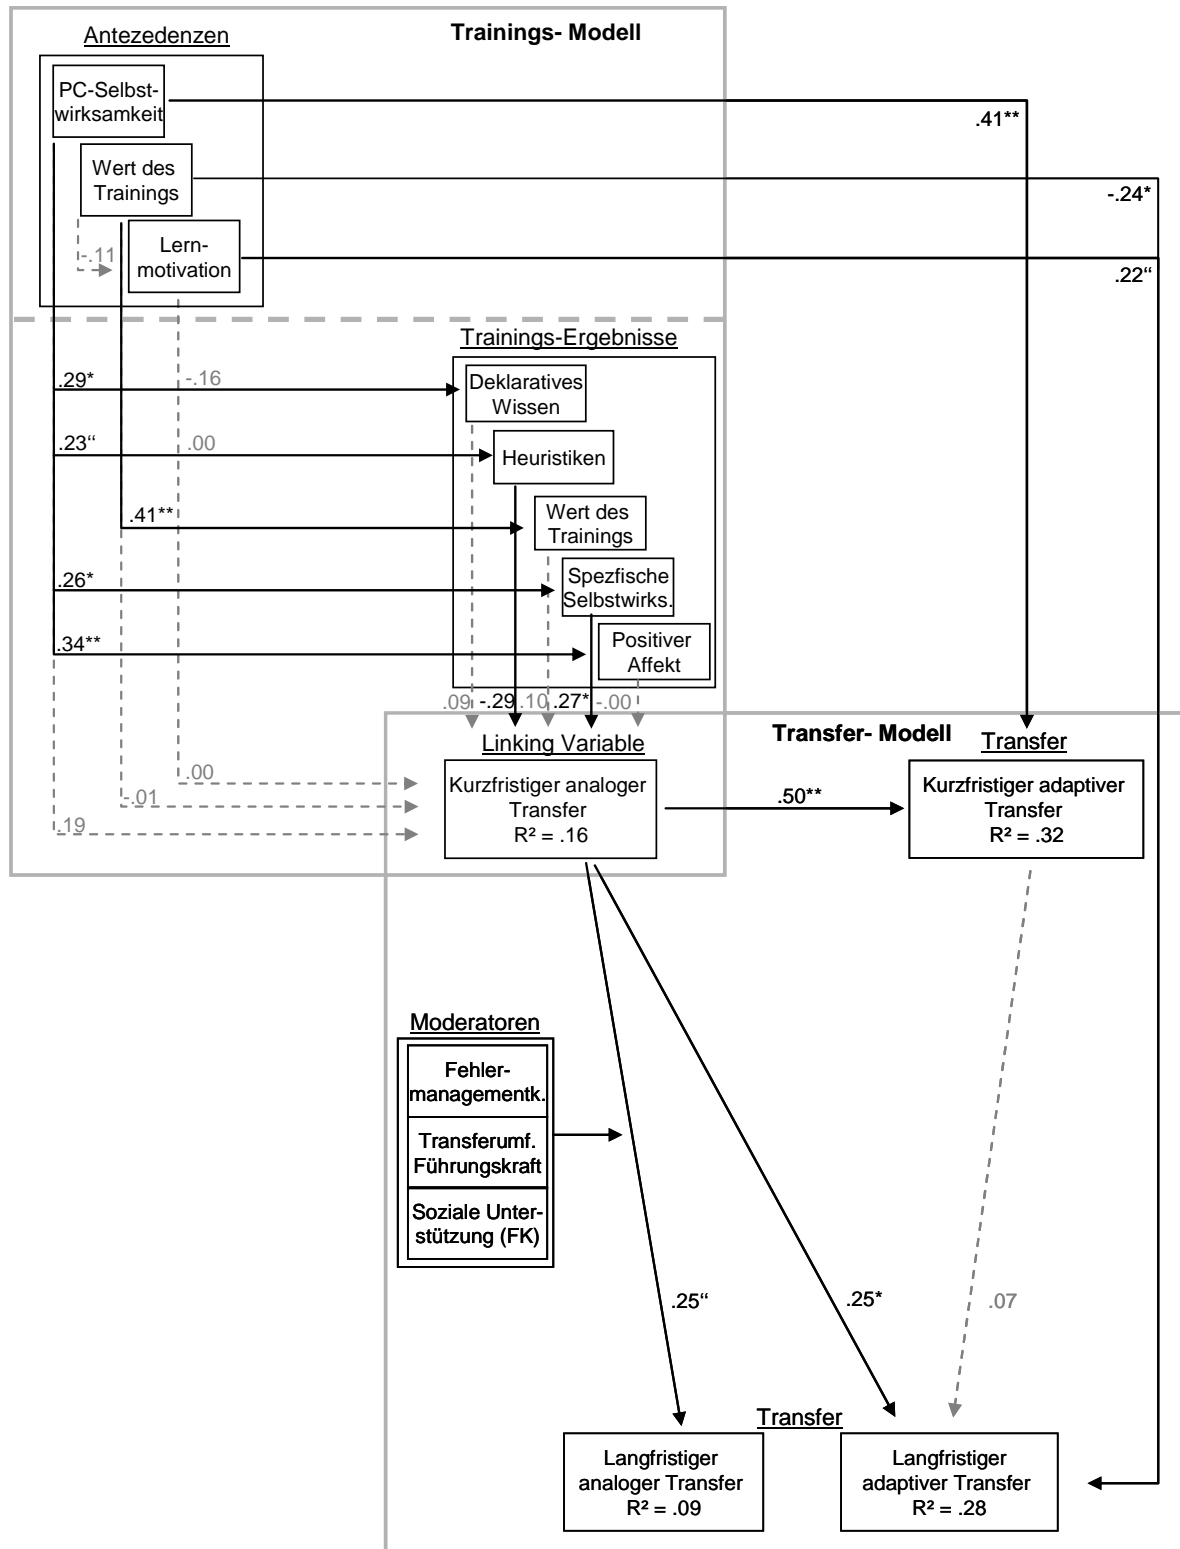 Trainings- Modell
Antezedenzen
PC-Selbst-
wirksamkeit
.41**
Wert des
Trainings
-.24*
-.11
Lern-
motivation
.22“
Trainings-Ergebnisse
.29*
-.16
Deklaratives
Wissen
.23“
.00
Heuristiken
.41**
Wert des
Trainings
.26*
Spezfische
Selbstwirks.
.34**
Positiver
Affekt
.09
-.29
.10
.27*
-.00
Linking Variable
Transfer- Modell
Transfer
.00
-.01
.19
Kurzfristiger analoger
Transfer
R² = .16
.50**
Kurzfristiger adaptiver
Transfer
R² = .32
Moderatoren
Fehler-
managementk.
Transferumf.
Führungskraft
Soziale Unter-
stützung (FK)
.25“
.25*
.07
Transfer
Langfristiger
analoger Transfer
R² = .09
Langfristiger
adaptiver Transfer
R² = .28